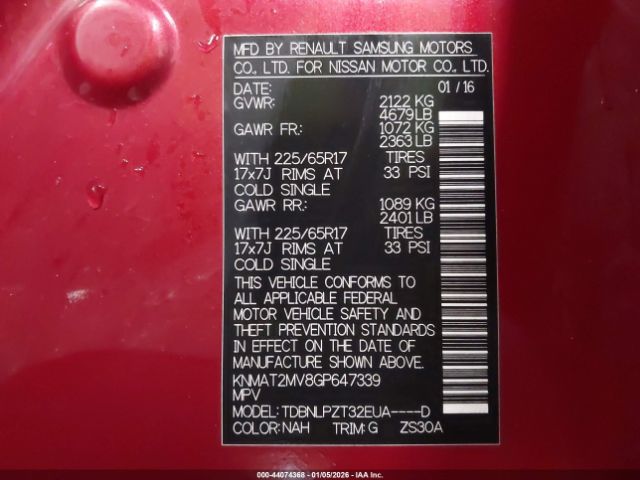 MFD BY RENAULT SAMSUNG MOTORS
CO., LTD. FOR NISSAN MOTOR CO., LTD.
DATE: 01 / 16
GVWR: 2122 KG
4679 LB
GAWR FR: 1072 KG
2363 LB
WITH 225/65R17 TIRES
17x7J RIMS AT 33 PSI
COLD SINGLE
GAWR RR: 1089 KG
2401 LB
WITH 225/65R17 TIRES
17x7J RIMS AT 33 PSI
COLD SINGLE
THIS VEHICLE CONFORMS TO
ALL APPLICABLE FEDERAL
MOTOR VEHICLE SAFETY AND
THEFT PREVENTION STANDARDS
IN EFFECT ON THE DATE OF
MANUFACTURE SHOWN ABOVE.
KNMAT2MV8GP647339
MPV
MODEL: TDBNLPZT32EUA----D
COLOR: NAH TRIM: G ZS30A
000-44074368 - 01/05/2026 - IAA Inc.